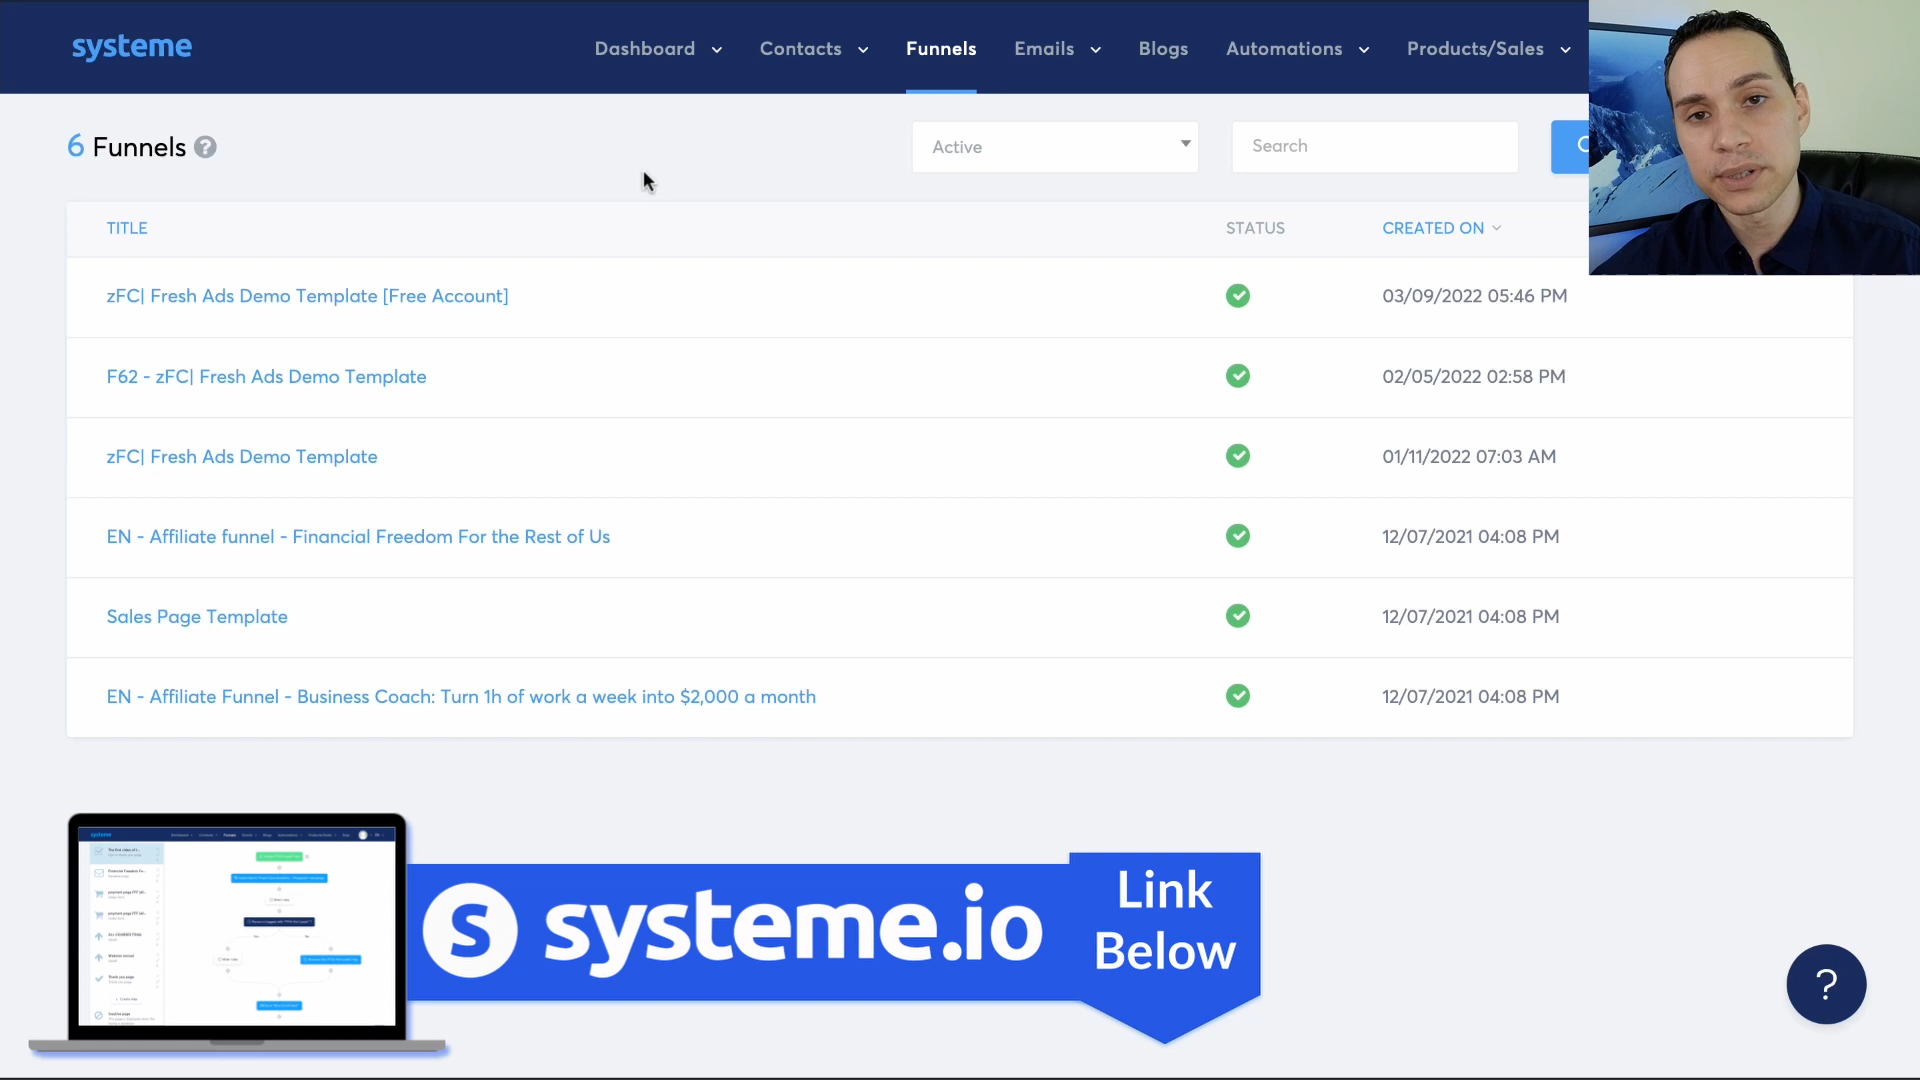 systeme
Dashboard Contacts Funnels Emails Blogs Automations Products/Sales
6 Funnels ?
Active
Search
TITLE STATUS CREATED ON
zFC| Fresh Ads Demo Template [Free Account] 03/09/2022 05:46 PM
F62 - zFC| Fresh Ads Demo Template 02/05/2022 02:58 PM
zFC| Fresh Ads Demo Template 01/11/2022 07:03 AM
EN - Affiliate funnel - Financial Freedom For the Rest of Us 12/07/2021 04:08 PM
Sales Page Template 12/07/2021 04:08 PM
EN - Affiliate Funnel - Business Coach: Turn 1h of work a week into $2,000 a month 12/07/2021 04:08 PM
systeme
s systeme.io
Link
Below
?